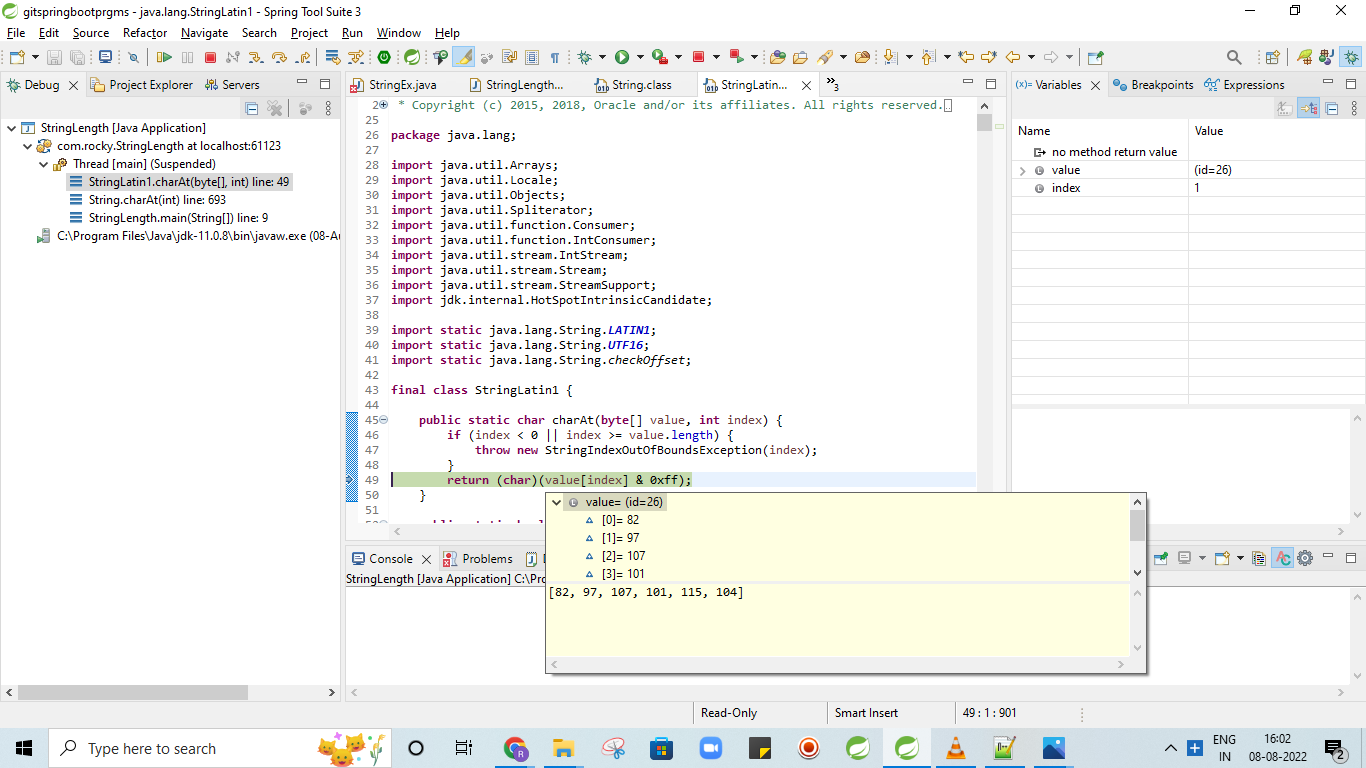 gitspringbootprgms - java.lang.StringLatin1 - Spring Tool Suite 3
File Edit Source Refactor Navigate Search Project Run Window Help
Debug Project Explorer Servers
StringLength [Java Application]
com.rocky.StringLength at localhost:61123
Thread [main] (Suspended)
StringLatin1.charAt(byte[], int) line: 49
String.charAt(int) line: 693
StringLength.main(String[]) line: 9
C:\Program Files\Java\jdk-11.0.8\bin\javaw.exe (08-Au
StringEx.java StringLength... String.class StringLatin... 3
2 * Copyright (c) 2015, 2018, Oracle and/or its affiliates. All rights reserved.
25
26 package java.lang;
27
28 import java.util.Arrays;
29 import java.util.Locale;
30 import java.util.Objects;
31 import java.util.Spliterator;
32 import java.util.function.Consumer;
33 import java.util.function.IntConsumer;
34 import java.util.stream.IntStream;
35 import java.util.stream.Stream;
36 import java.util.stream.StreamSupport;
37 import jdk.internal.HotSpotIntrinsicCandidate;
38
39 import static java.lang.String.LATIN1;
40 import static java.lang.String.UTF16;
41 import static java.lang.String.checkOffset;
42
43 final class StringLatin1 {
44
45 public static char charAt(byte[] value, int index) {
46 if (index < 0 || index >= value.length) {
47 throw new StringIndexOutOfBoundsException(index);
48 }
49 return (char)(value[index] & 0xff);
50 }
51
value= (id=26)
[0]= 82
[1]= 97
[2]= 107
[3]= 101
[82, 97, 107, 101, 115, 104]
(x)= Variables Breakpoints Expressions
Name Value
no method return value
value (id=26)
index 1
Console Problems
StringLength [Java Application] C:\Pro
Read-Only Smart Insert 49 : 1 : 901
Type here to search
ENG
IN
16:02
08-08-2022
2